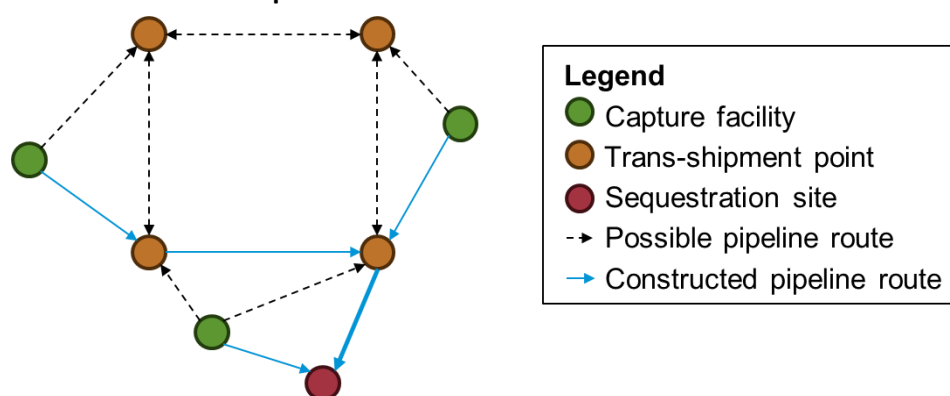 Legend
Capture facility
Trans-shipment point
Sequestration site
Possible pipeline route
Constructed pipeline route